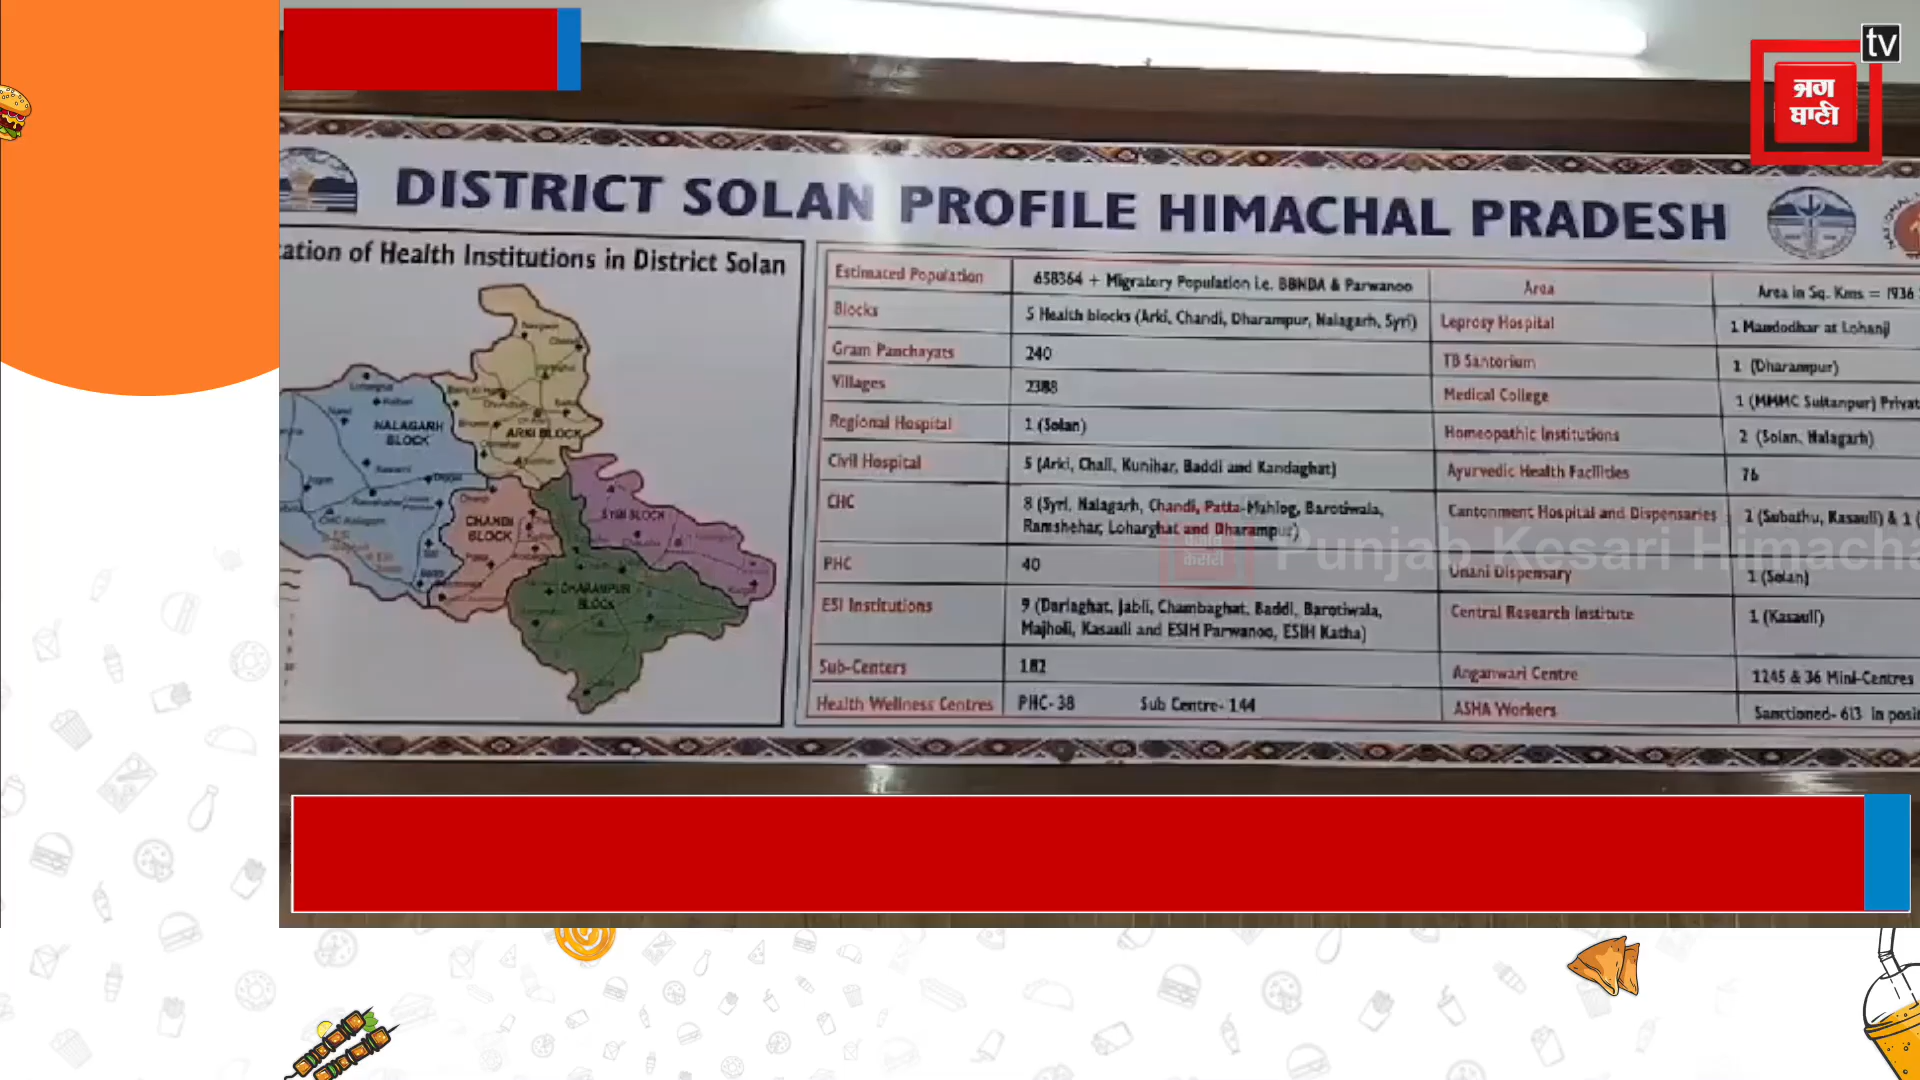 tv
ਜਗ
ਬਾਣੀ
DISTRICT SOLAN PROFILE HIMACHAL PRADESH
ation of Health Institutions in District Solan
NALAGARH
BLOCK
ARKI BLOCK
CHANDI
BLOCK
SYRI BLOCK
DHARAMPUR
BLOCK
Estimated Population 658364 + Migratory Population i.e. BBNDA & Parwanoo Area Area in Sq. Kms = 1936
Blocks 5 Health blocks (Arki, Chandi, Dharampur, Nalagarh, Syri) Leprosy Hospital 1 Mandodhar at Lohanji
Gram Panchayats 240 TB Santorium 1 (Dharampur)
Villages 2388 Medical College 1 (MMMC Sultanpur) Privat
Regional Hospital 1 (Solan) Homeopathic Institutions 2 (Solan, Nalagarh)
Civil Hospital 5 (Arki, Chail, Kunihar, Baddi and Kandaghat) Ayurvedic Health Facilities 76
CHC 8 (Syri, Nalagarh, Chandi, Patta-Mahlog, Barotiwala,
Ramshehar, Loharghat and Dharampur) Cantonment Hospital and Dispensaries 2 (Subathu, Kasauli) & 1 (
PHC 40 Unani Dispensary 1 (Solan)
ESI Institutions 9 (Darlaghat, Jabli, Chambaghat, Baddi, Barotiwala,
Majholi, Kasauli and ESIH Parwanoo, ESIH Katha) Central Research Institute 1 (Kasauli)
Sub-Centers 182 Anganwari Centre 1245 & 36 Mini-Centres
Health Wellness Centres PHC-38 Sub Centre-144 ASHA Workers Sanctioned-613 in posit
ਪੰਜਾਬ
केसरी
Punjab Kesari Himacha